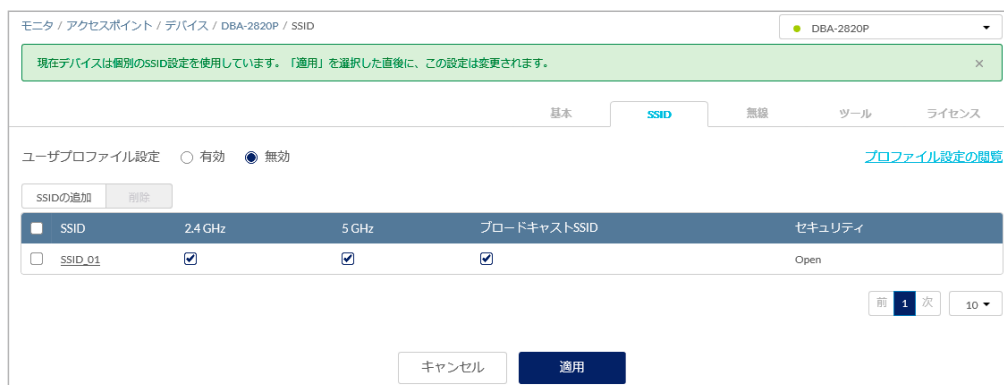 モニタ / アクセスポイント / デバイス / DBA-2820P / SSID
DBA-2820P
現在デバイスは個別のSSID設定を使用しています。「適用」を選択した直後に、この設定は変更されます。 ×
基本 SSID 無線 ツール ライセンス
ユーザプロファイル設定 有効 無効 プロファイル設定の閲覧
SSIDの追加 削除
SSID 2.4 GHz 5 GHz ブロードキャストSSID セキュリティ
SSID_01 Open
前 1 次 10
キャンセル 適用